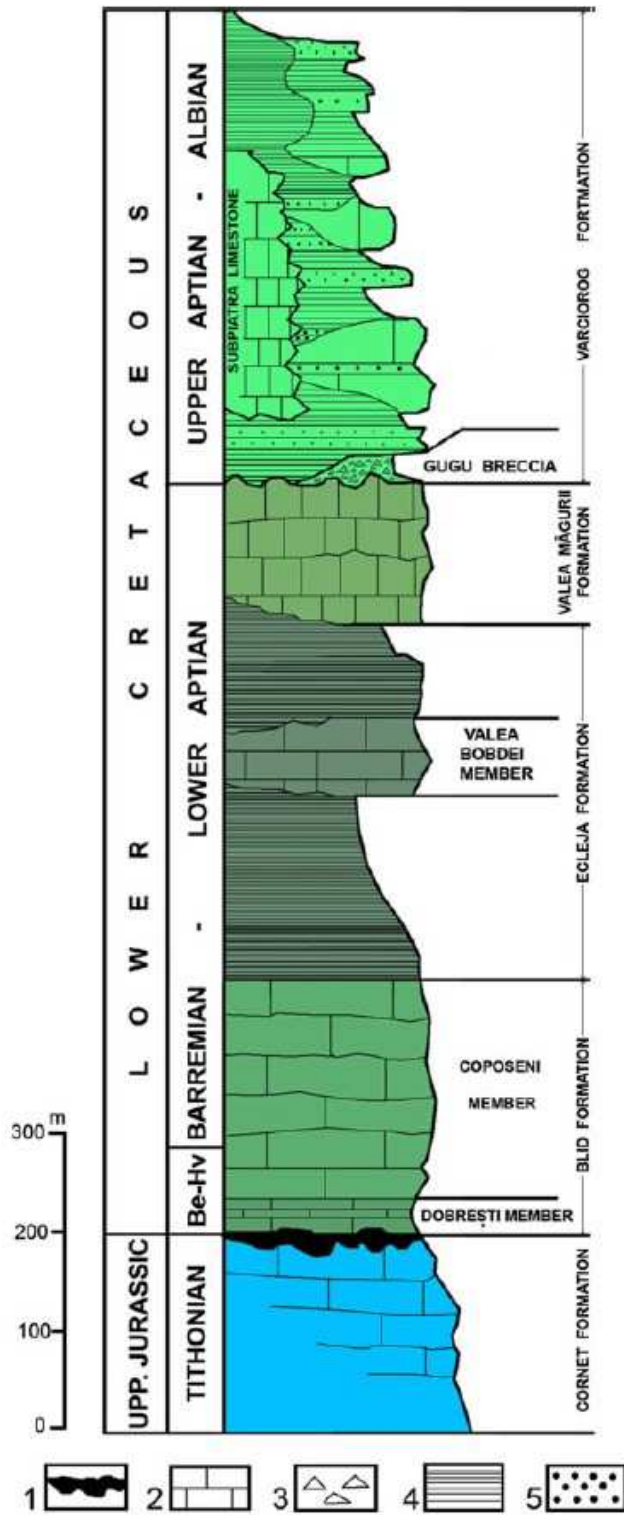 LOWER CRETACEOUS
UPP. JURASSIC
UPPER APTIAN - ALBIAN
BARREMIAN - LOWER APTIAN
Be-Hv
TITHONIAN
SUBPIATRA LIMESTONE
GUGU BRECCIA
VALEA
BOBDEI
MEMBER
COPOSENI
MEMBER
DOBREȘTI MEMBER
VARCIOROG FORTMATION
VALEA MĂGURII
FORMATION
ECLEJA FORMATION
BLID FORMATION
CORNET FORMATION
300 m
200
100
0
1 2 3 4 5